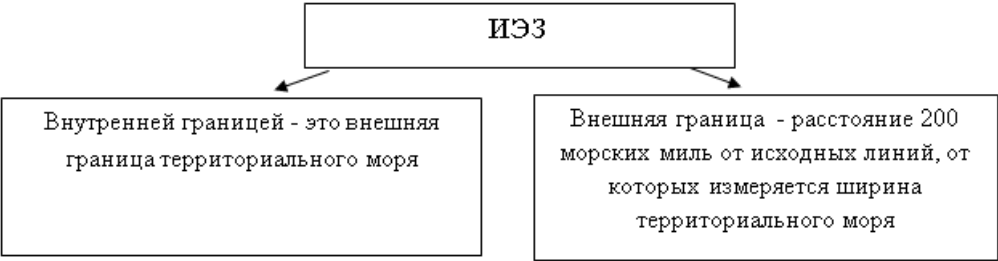 ИЭЗ
Внутренней границей - это внешняя
граница территориального моря
Внешняя граница - расстояние 200
морских миль от исходных линий, от
которых измеряется ширина
территориального моря